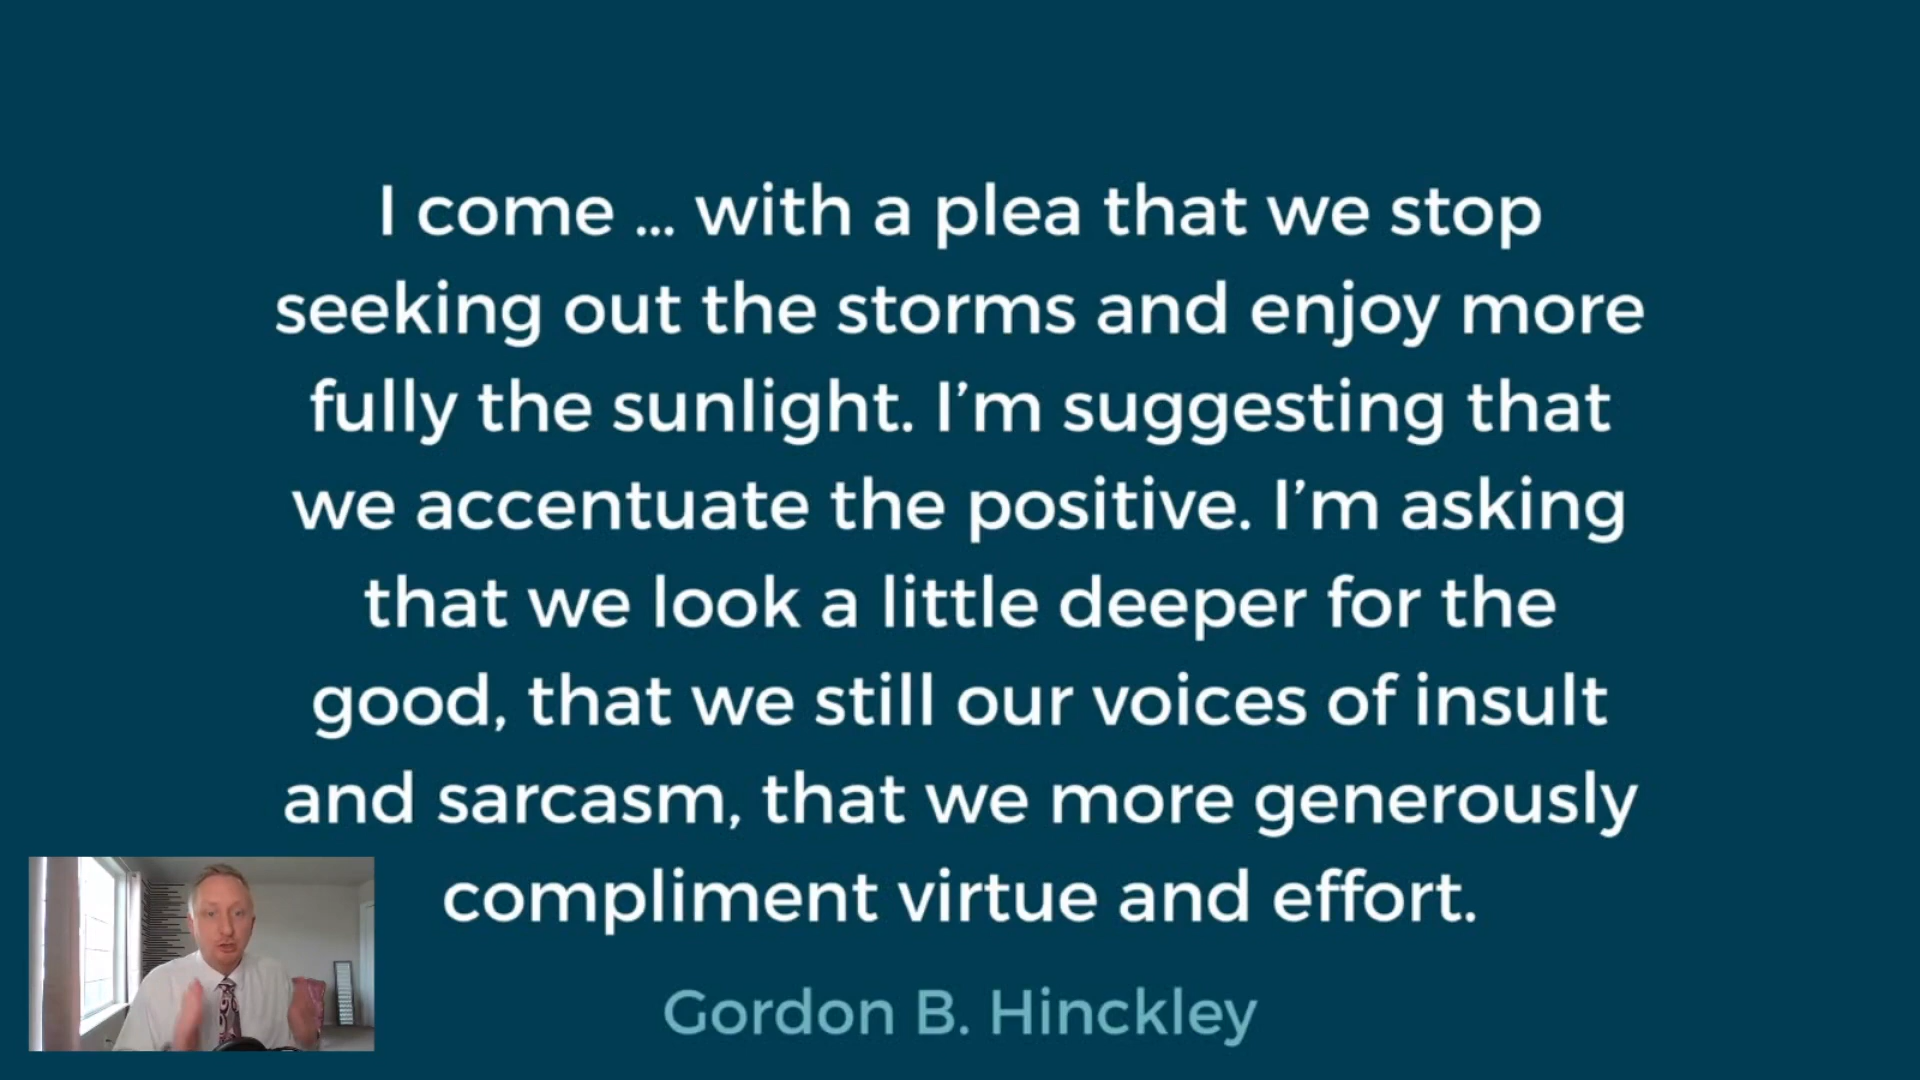 I come ... with a plea that we stop
seeking out the storms and enjoy more
fully the sunlight. I’m suggesting that
we accentuate the positive. I’m asking
that we look a little deeper for the
good, that we still our voices of insult
and sarcasm, that we more generously
compliment virtue and effort.
Gordon B. Hinckley